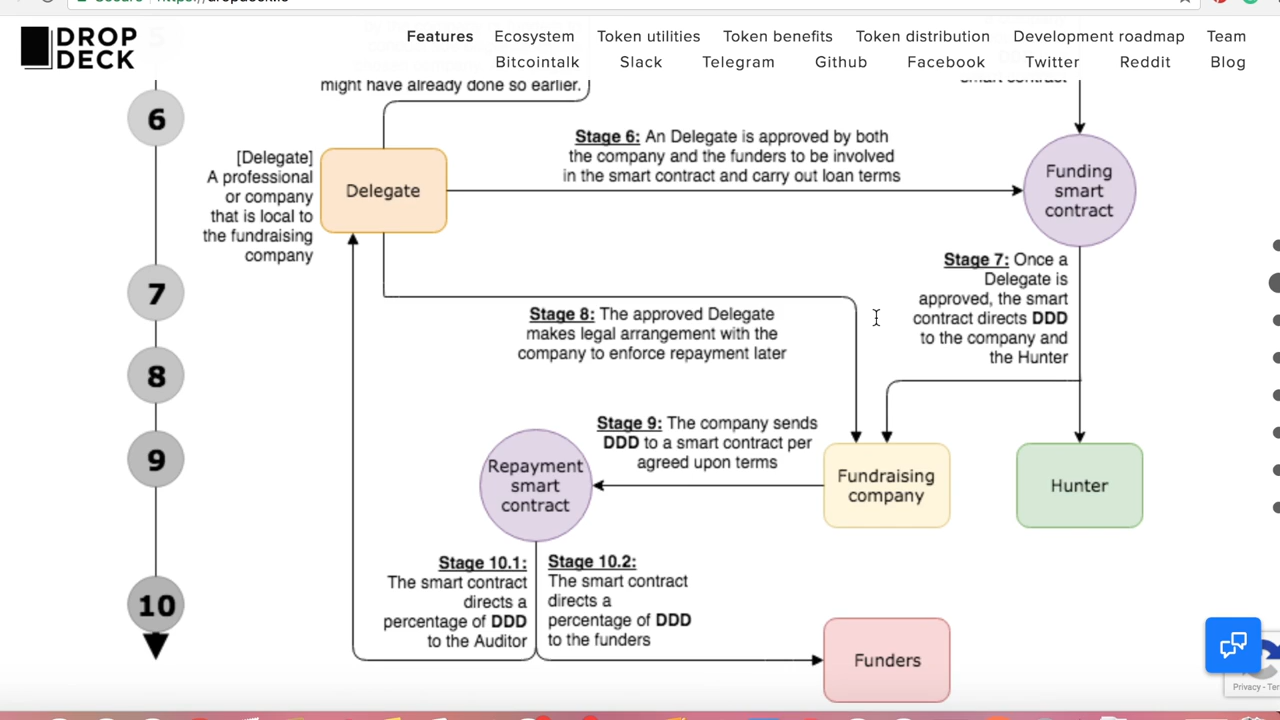 DROP
DECK
Features Ecosystem Token utilities Token benefits Token distribution Development roadmap Team
Bitcointalk Slack Telegram Github Facebook Twitter Reddit Blog
might have already done so earlier.
smart contract
6
[Delegate]
A professional
or company
that is local to
the fundraising
company
Delegate
Stage 6: An Delegate is approved by both
the company and the funders to be involved
in the smart contract and carry out loan terms
Funding
smart
contract
7
Stage 7: Once a
Delegate is
approved, the smart
contract directs DDD
to the company and
the Hunter
8
Stage 8: The approved Delegate
makes legal arrangement with the
company to enforce repayment later
9
Stage 9: The company sends
DDD to a smart contract per
agreed upon terms
Repayment
smart
contract
Fundraising
company
Hunter
10
Stage 10.1:
The smart contract
directs a
percentage of DDD
to the Auditor
Stage 10.2:
The smart contract
directs a
percentage of DDD
to the funders
Funders
Privacy